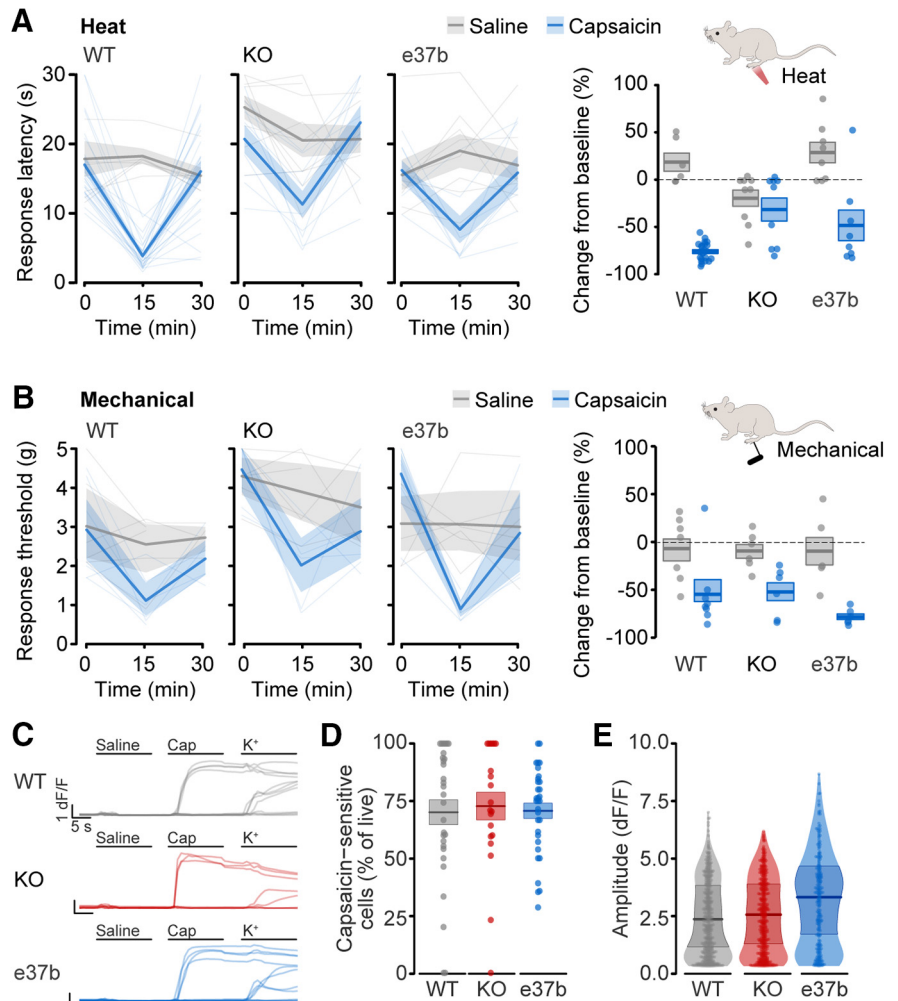 A
Heat
Saline
Capsaicin
WT
KO
e37b
Heat
Response latency (s)
30
20
10
0
0 15 30
0 15 30
0 15 30
Time (min)
Time (min)
Time (min)
Change from baseline (%)
100
50
0
-50
-100
WT
KO
e37b
B
Mechanical
Saline
Capsaicin
WT
KO
e37b
Mechanical
Response threshold (g)
5
4
3
2
1
0
0 15 30
0 15 30
0 15 30
Time (min)
Time (min)
Time (min)
Change from baseline (%)
100
50
0
-50
-100
WT
KO
e37b
C
Saline Cap K+
WT
1 dF/F
5 s
Saline Cap K+
KO
Saline Cap K+
e37b
D
Capsaicin−sensitive
cells (% of live)
100
75
50
25
0
WT KO e37b
E
Amplitude (dF/F)
10.0
7.5
5.0
2.5
0.0
WT KO e37b